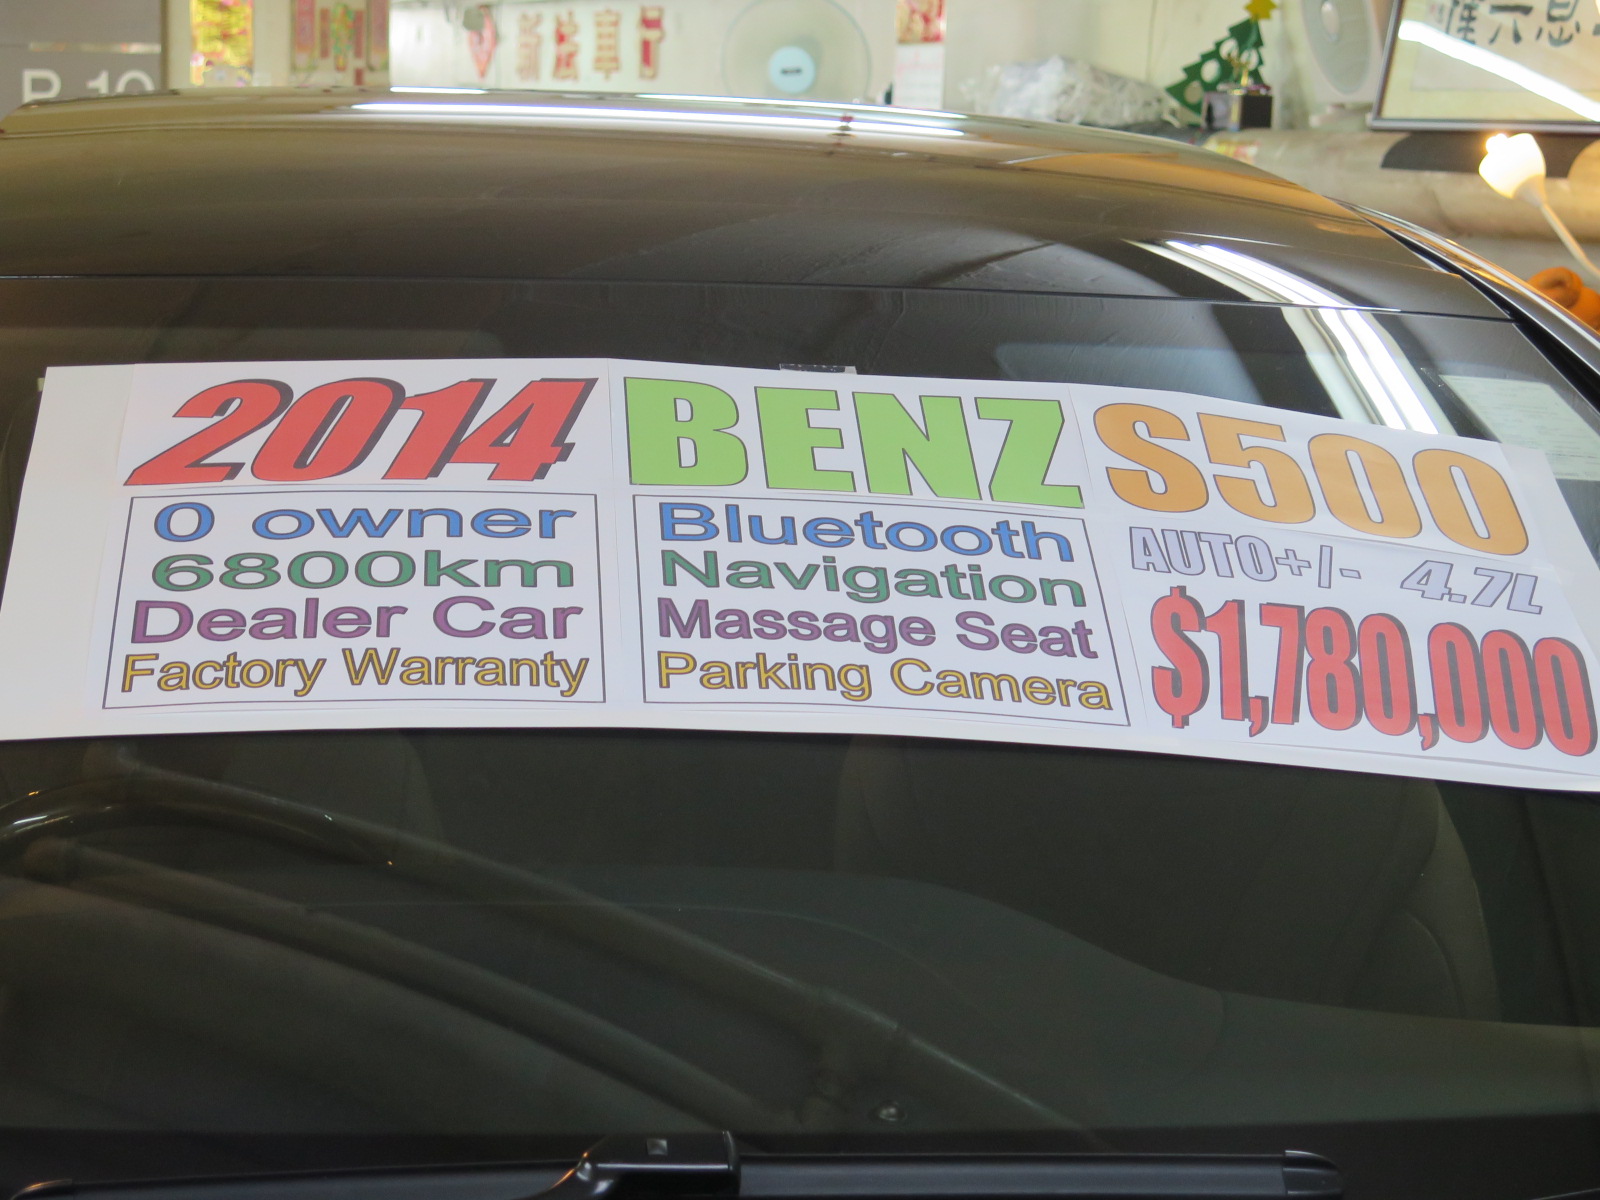 2014 BENZ S500
0 owner
6800km
Dealer Car
Factory Warranty
Bluetooth
Navigation
Massage Seat
Parking Camera
AUTO+/- 4.7L
$1,780,000